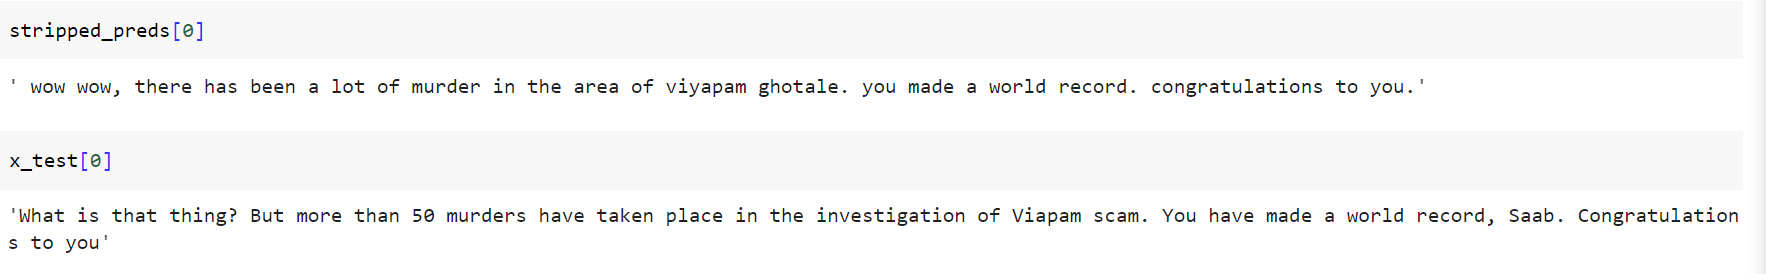 stripped_preds[0]
' wow wow, there has been a lot of murder in the area of viyapam ghotale. you made a world record. congratulations to you.'
x_test[0]
'What is that thing? But more than 50 murders have taken place in the investigation of Viapam scam. You have made a world record, Saab. Congratulation
s to you'